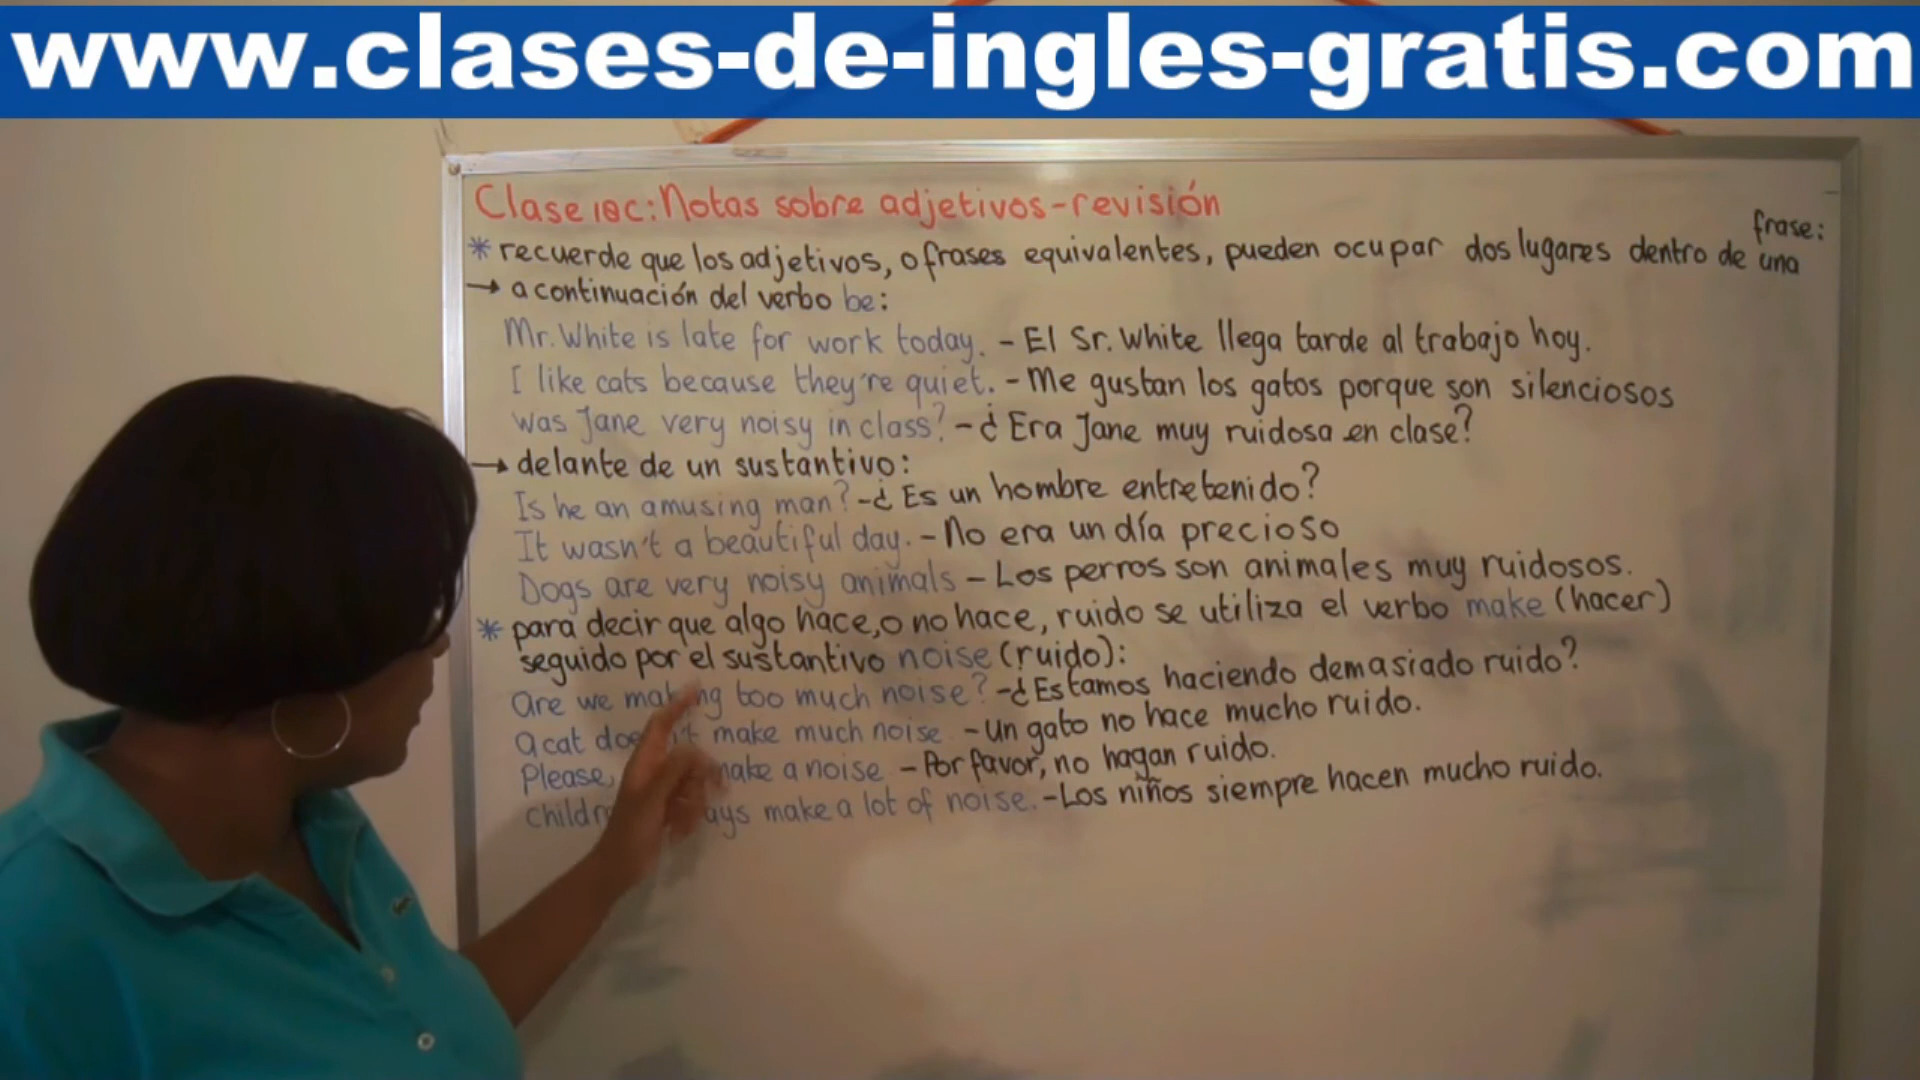 www.clases-de-ingles-gratis.com
Clase 18C: Notas sobre adjetivos-revisión
* recuerde que los adjetivos, o frases equivalentes, pueden ocupar dos lugares dentro de una frase:
→ a continuación del verbo be:
Mr. White is late for work today. - El Sr. White llega tarde al trabajo hoy.
I like cats because they're quiet. - Me gustan los gatos porque son silenciosos
Was Jane very noisy in class? - ¿Era Jane muy ruidosa en clase?
→ delante de un sustantivo:
Is he an amusing man? - ¿Es un hombre entretenido?
It wasn't a beautiful day. - No era un día precioso
Dogs are very noisy animals - Los perros son animales muy ruidosos.
* para decir que algo hace, o no hace, ruido se utiliza el verbo make (hacer)
seguido por el sustantivo noise (ruido):
Are we making too much noise? - ¿Estamos haciendo demasiado ruido?
A cat doesn't make much noise - Un gato no hace mucho ruido.
Please, make a noise - Por favor, no hagan ruido.
make a lot of noise. - Los niños siempre hacen mucho ruido.